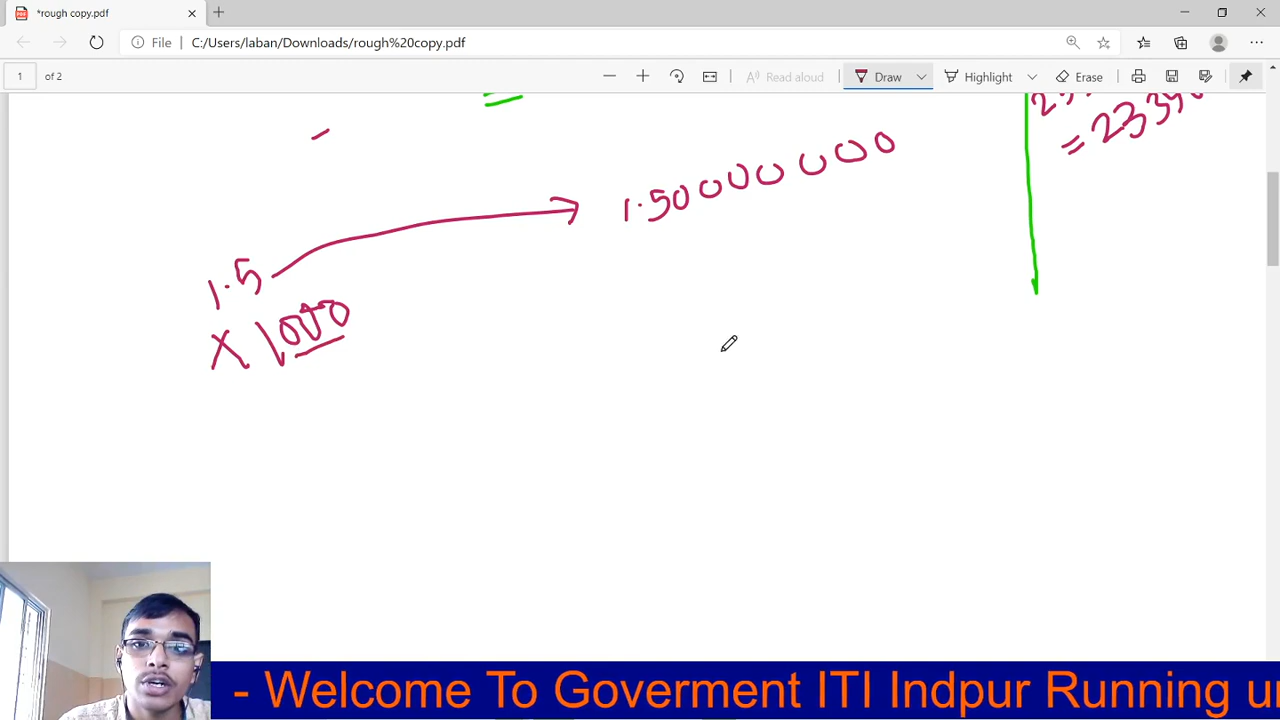 *rough copy.pdf
File C:/Users/laban/Downloads/rough%20copy.pdf
1 of 2 Read aloud Draw Highlight Erase
1.50000000
1.5
X 1000
- Welcome To Goverment ITI Indpur Running u